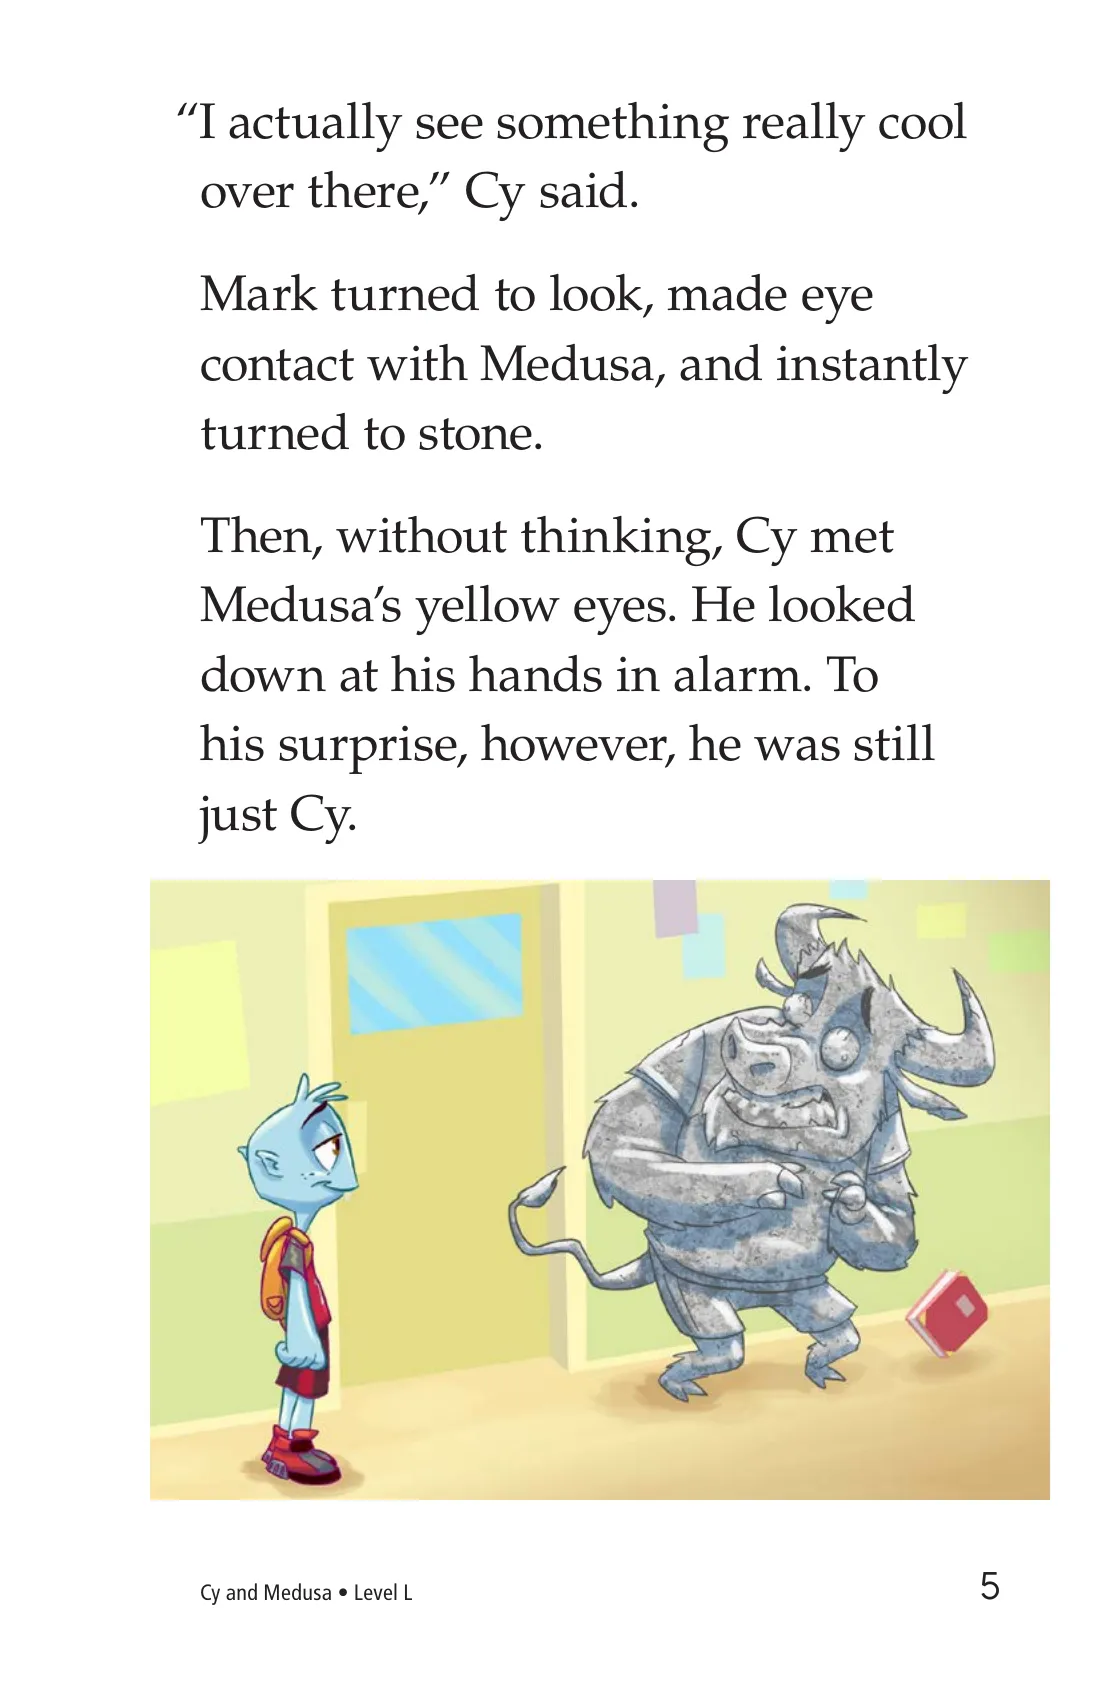 “I actually see something really cool
over there,” Cy said.
Mark turned to look, made eye
contact with Medusa, and instantly
turned to stone.
Then, without thinking, Cy met
Medusa’s yellow eyes. He looked
down at his hands in alarm. To
his surprise, however, he was still
just Cy.
Cy and Medusa • Level L
5